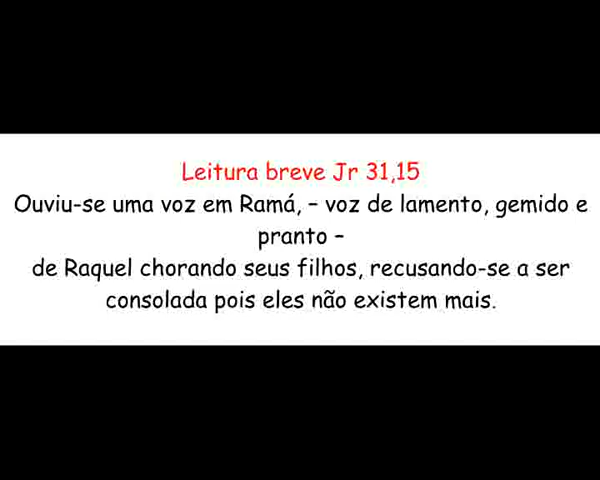 Leitura breve Jr 31,15
Ouviu-se uma voz em Ramá, – voz de lamento, gemido e
pranto –
de Raquel chorando seus filhos, recusando-se a ser
consolada pois eles não existem mais.